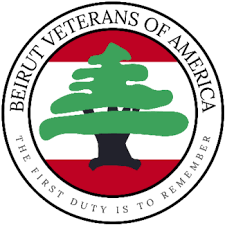 BEIRUT VETERANS OF AMERICA
THE FIRST DUTY IS TO REMEMBER